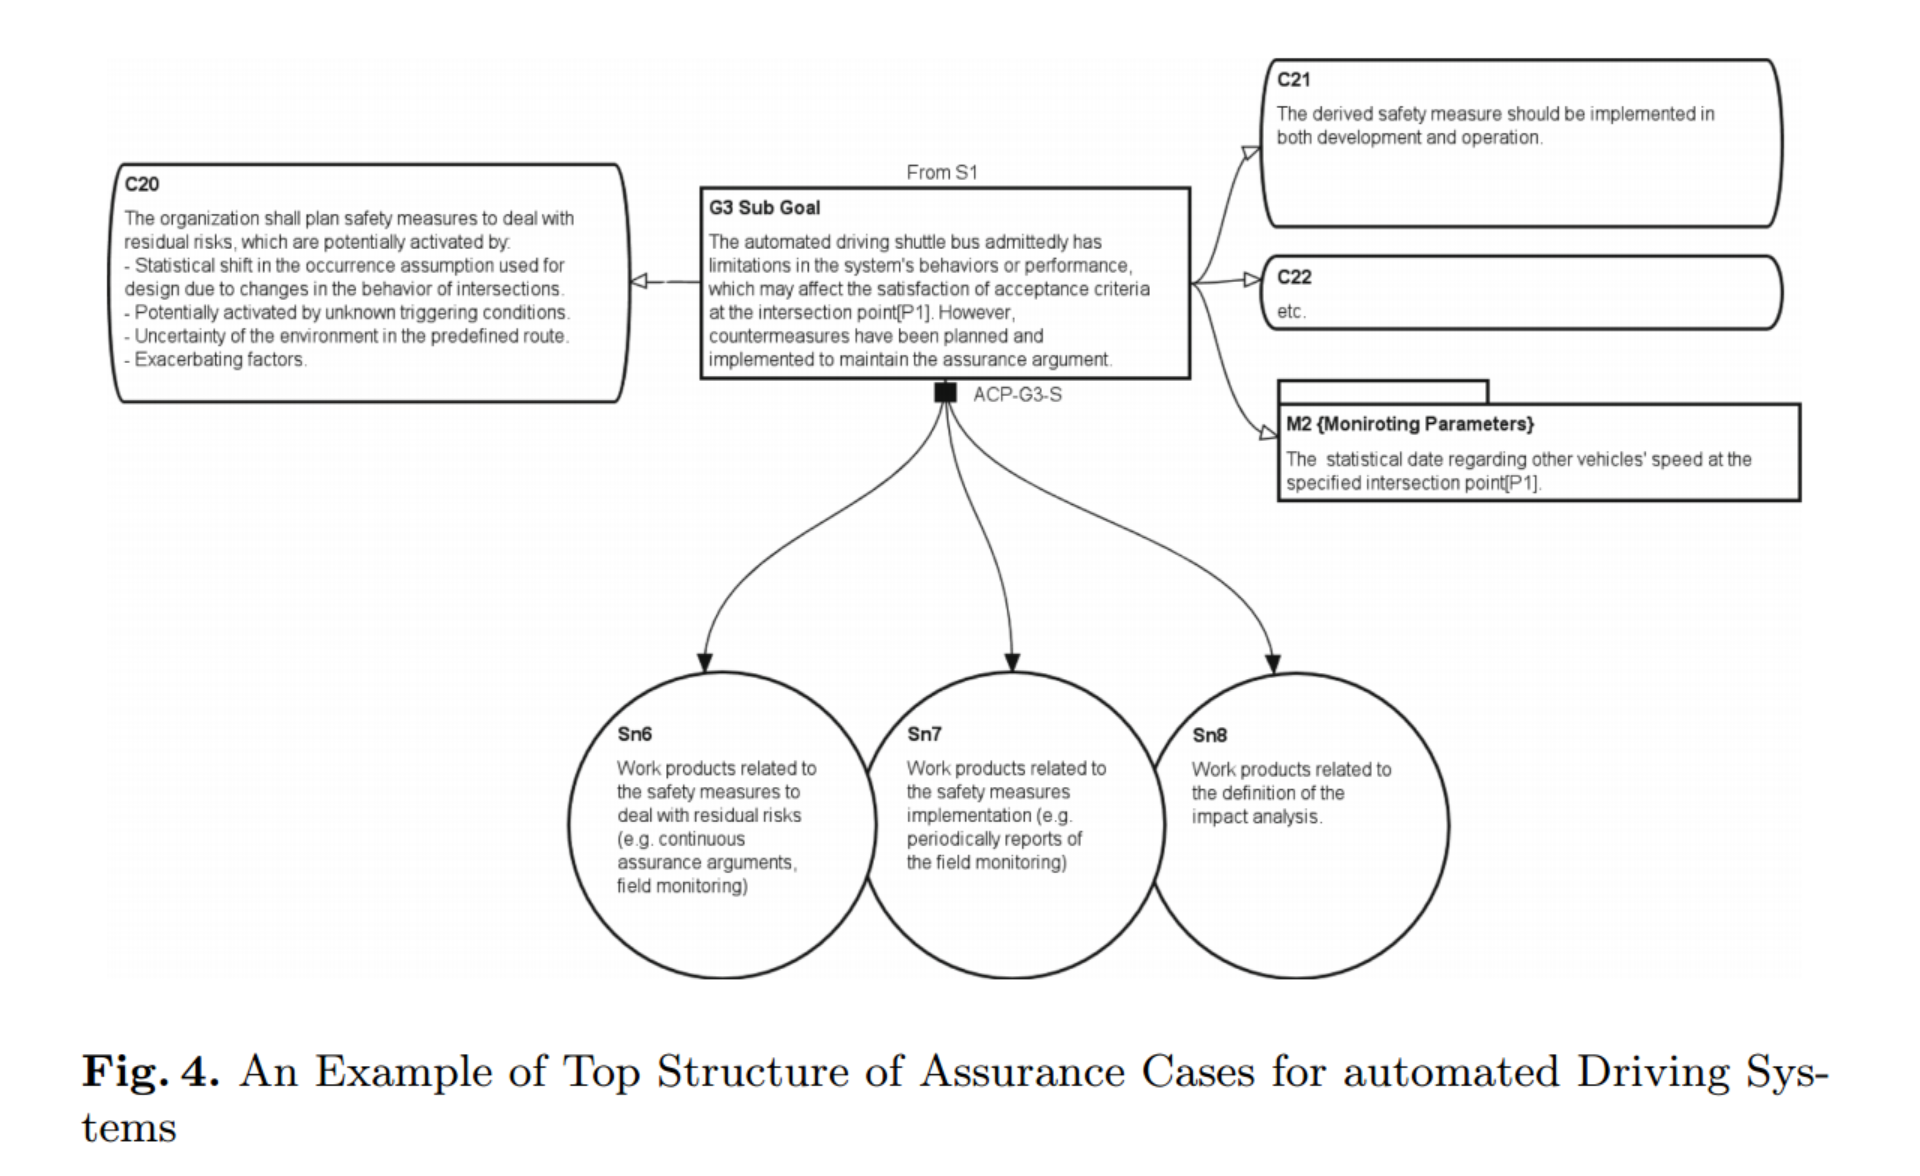 C21
The derived safety measure should be implemented in
both development and operation.
From S1
C20
The organization shall plan safety measures to deal with
residual risks, which are potentially activated by:
- Statistical shift in the occurrence assumption used for
design due to changes in the behavior of intersections.
- Potentially activated by unknown triggering conditions.
- Uncertainty of the environment in the predefined route.
- Exacerbating factors.
G3 Sub Goal
The automated driving shuttle bus admittedly has
limitations in the system's behaviors or performance,
which may affect the satisfaction of acceptance criteria
at the intersection point[P1]. However,
countermeasures have been planned and
implemented to maintain the assurance argument.
C22
etc.
ACP-G3-S
M2 {Moniroting Parameters}
The statistical date regarding other vehicles' speed at the
specified intersection point[P1].
Sn6
Work products related to
the safety measures to
deal with residual risks
(e.g. continuous
assurance arguments,
field monitoring)
Sn7
Work products related to
the safety measures
implementation (e.g.
periodically reports of
the field monitoring)
Sn8
Work products related to
the definition of the
impact analysis.
Fig. 4. An Example of Top Structure of Assurance Cases for automated Driving Sys-
tems